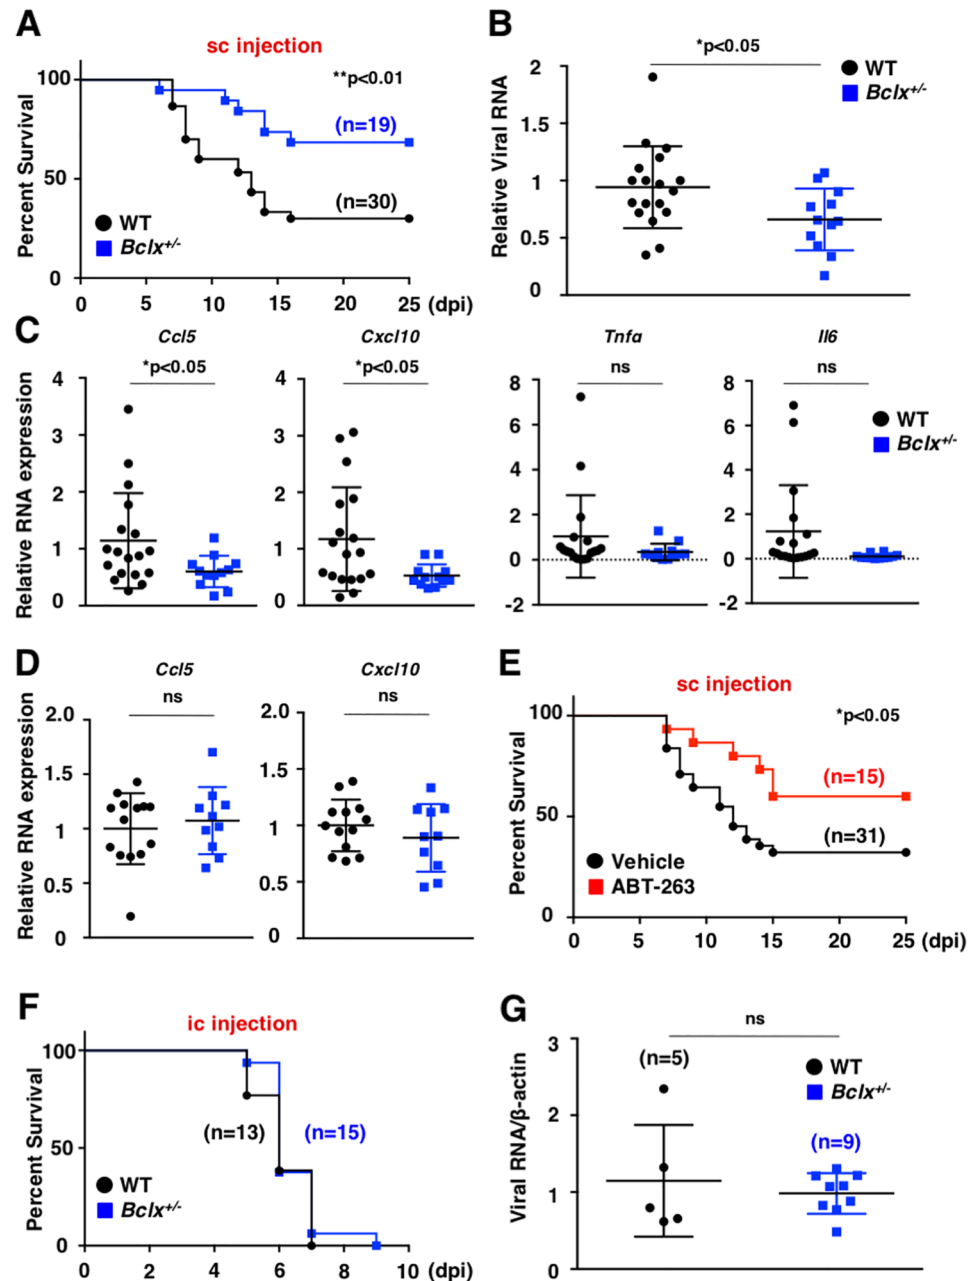 A
sc injection
**p<0.01
Percent Survival
100
50
0
(n=19)
(n=30)
WT
Bclx+/-
0 5 10 15 20 25 (dpi)
B
*p<0.05
Relative Viral RNA
2
1.5
1
0.5
0
WT
Bclx+/-
C
Relative RNA expression
Ccl5
*p<0.05
4
3
2
1
0
Cxcl10
*p<0.05
4
3
2
1
0
Tnfα
ns
8
6
4
2
0
-2
Il6
ns
8
6
4
2
0
-2
WT
Bclx+/-
D
Relative RNA expression
Ccl5
ns
2.0
1.5
1
0.5
0
Cxcl10
ns
2.0
1.5
1
0.5
0
E
sc injection
*p<0.05
Percent Survival
100
50
0
(n=15)
(n=31)
Vehicle
ABT-263
0 5 10 15 20 25 (dpi)
F
ic injection
Percent Survival
100
50
0
(n=13) (n=15)
WT
Bclx+/-
0 2 4 6 8 10 (dpi)
G
ns
Viral RNA/β-actin
3
2
1
0
(n=5)
WT
Bclx+/-
(n=9)